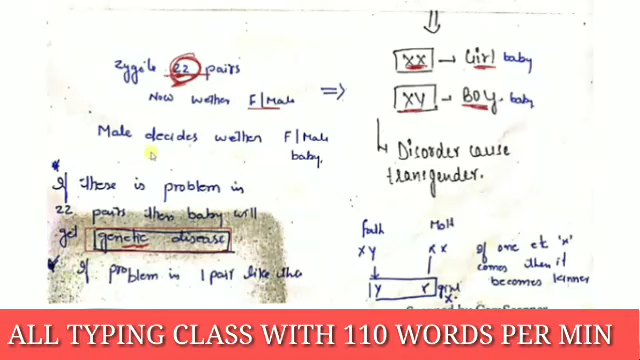 Zygote 22 pairs
Now wether F/Male
Male decides wether F/Male
baby.
If these is problem in
22 pairs then baby will
get genetic disease
If problem in 1 pair like the
XX → Girl baby
XY → BOY. baby
Disorder cause
transgender.
fath Moth
XY XX
Y X girl
X.
If one et 'x'
comes then it
becomes
ALL TYPING CLASS WITH 110 WORDS PER MIN